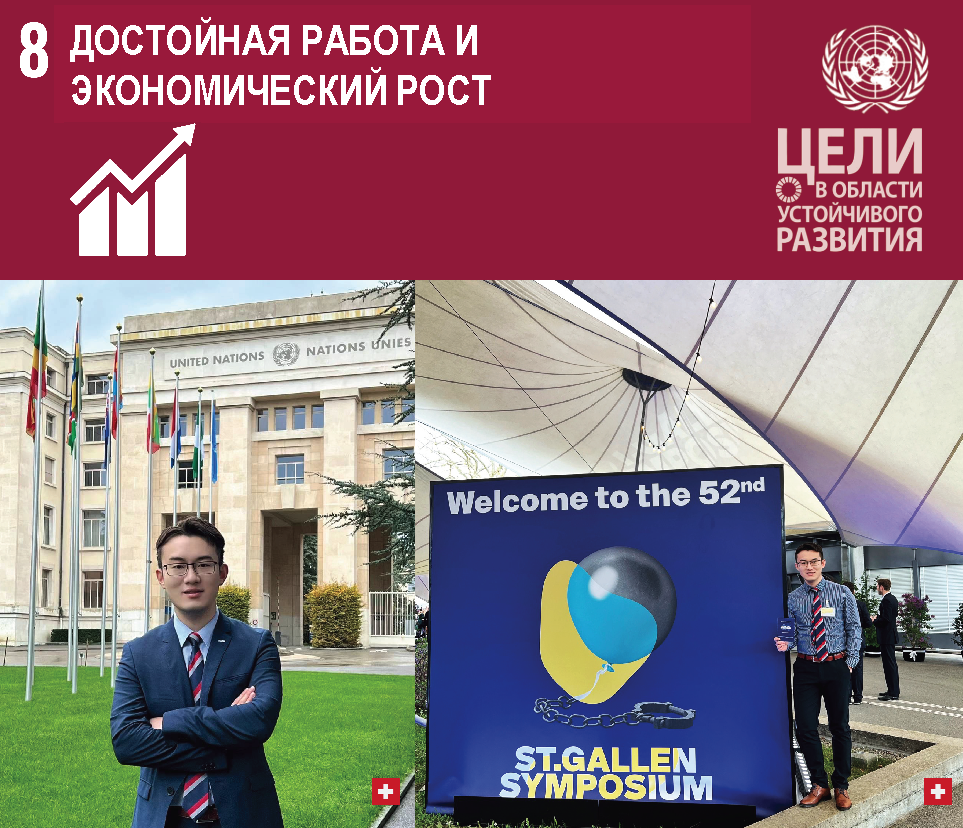 8
ДОСТОЙНАЯ РАБОТА И
ЭКОНОМИЧЕСКИЙ РОСТ
ЦЕЛИ
В ОБЛАСТИ
УСТОЙЧИВОГО
РАЗВИТИЯ
UNITED NATIONS NATIONS UNIES
Welcome to the 52nd
ST.GALLEN
SYMPOSIUM